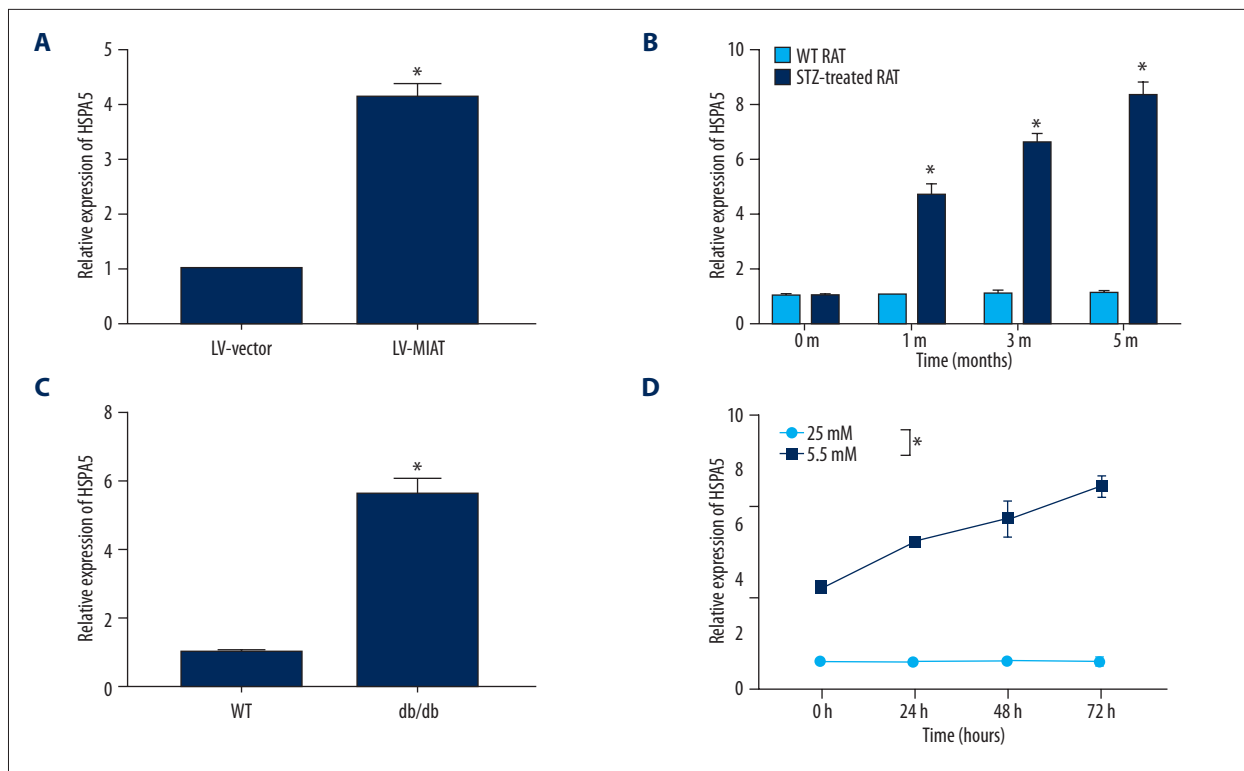 A
Relative expression of HSPA5
5
4
3
2
1
0
*
LV-vector LV-MIAT
B
Relative expression of HSPA5
10
8
6
4
2
0
WT RAT
STZ-treated RAT
*
*
*
0 m 1 m 3 m 5 m
Time (months)
C
Relative expression of HSPA5
8
6
4
2
0
*
WT db/db
D
Relative expression of HSPA5
10
8
6
4
2
0
25 mM
5.5 mM
*
0 h 24 h 48 h 72 h
Time (hours)